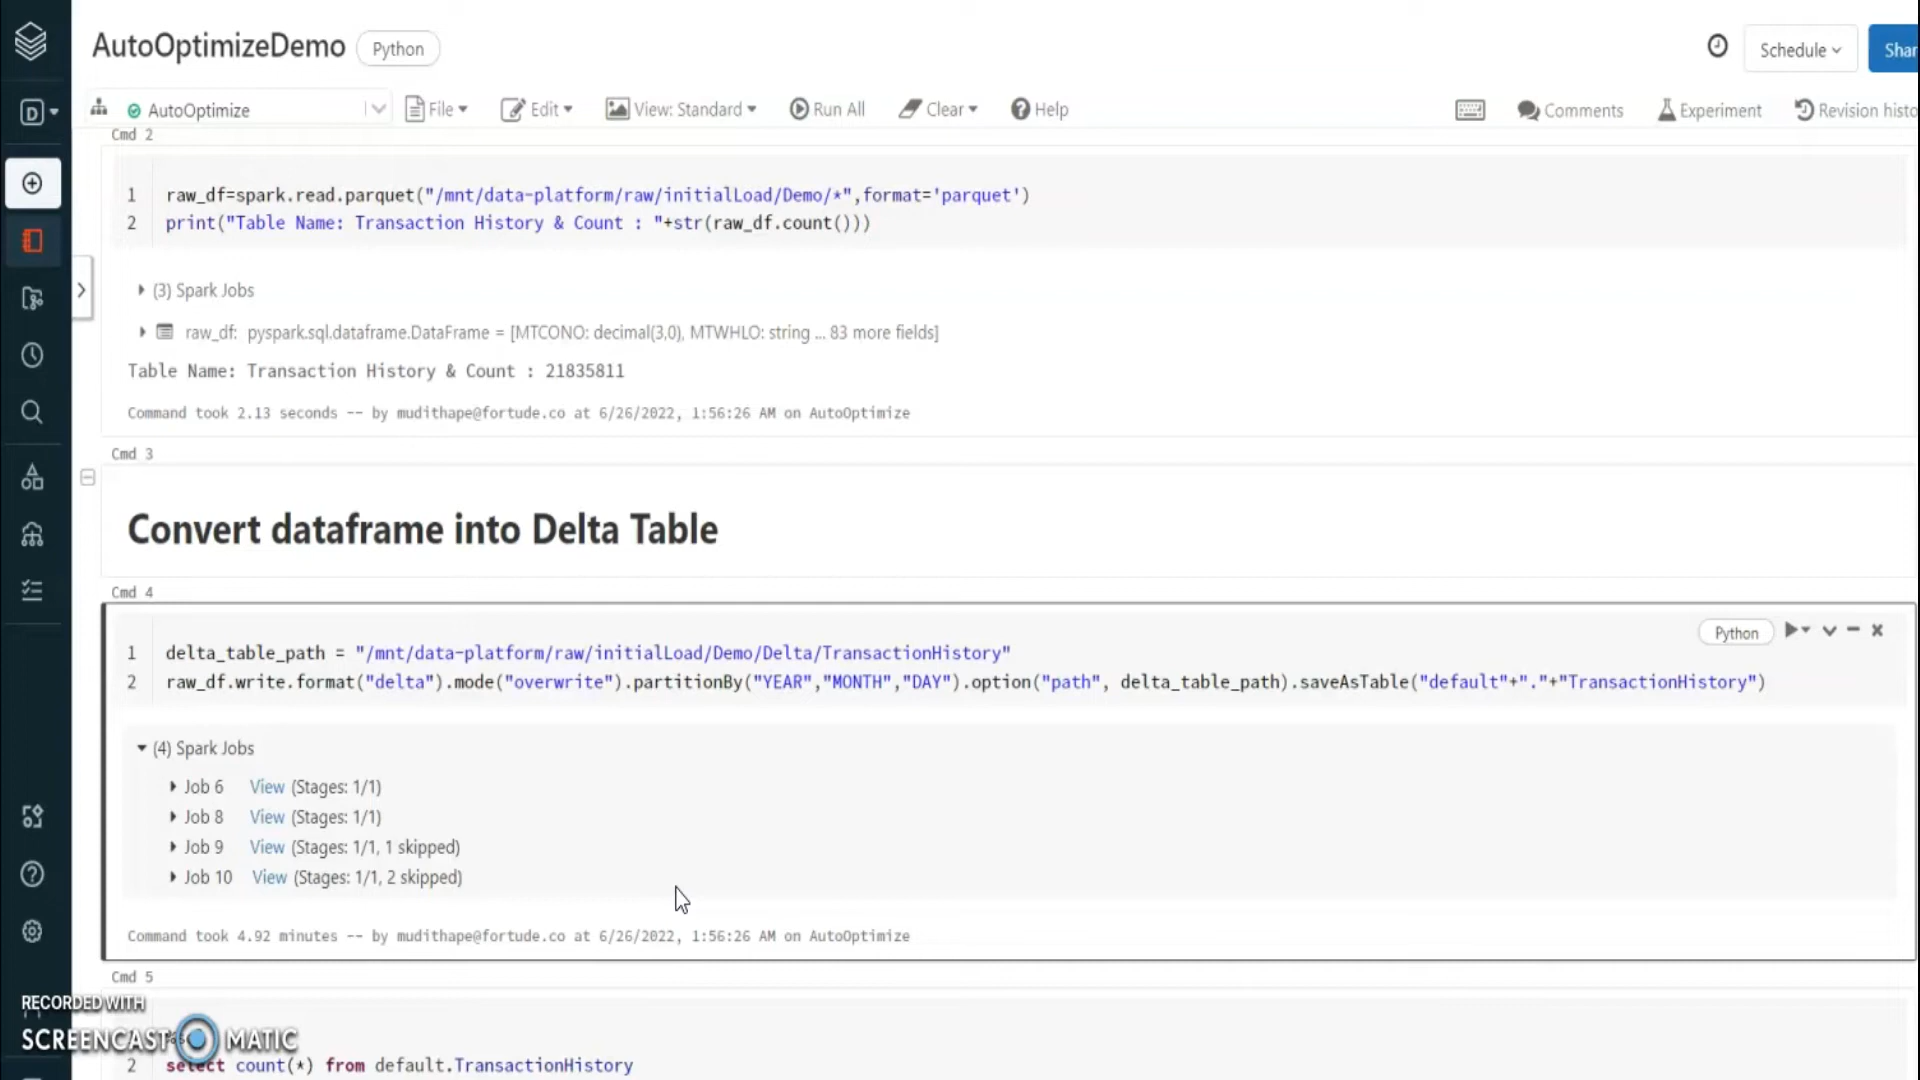 AutoOptimizeDemo Python
Schedule
Shar
D
AutoOptimize File Edit View: Standard Run All Clear Help Comments Experiment Revision histo
Cmd 2
1 raw_df=spark.read.parquet("/mnt/data-platform/raw/initialLoad/Demo/*",format='parquet')
2 print("Table Name: Transaction History & Count : "+str(raw_df.count()))
(3) Spark Jobs
raw_df: pyspark.sql.dataframe.DataFrame = [MTCONO: decimal(3,0), MTWHLO: string ... 83 more fields]
Table Name: Transaction History & Count : 21835811
Command took 2.13 seconds -- by mudithape@fortude.co at 6/26/2022, 1:56:26 AM on AutoOptimize
Cmd 3
Convert dataframe into Delta Table
Cmd 4
Python
1 delta_table_path = "/mnt/data-platform/raw/initialLoad/Demo/Delta/TransactionHistory"
2 raw_df.write.format("delta").mode("overwrite").partitionBy("YEAR","MONTH","DAY").option("path", delta_table_path).saveAsTable("default"+"."+"TransactionHistory")
(4) Spark Jobs
Job 6 View (Stages: 1/1)
Job 8 View (Stages: 1/1)
Job 9 View (Stages: 1/1, 1 skipped)
Job 10 View (Stages: 1/1, 2 skipped)
Command took 4.92 minutes -- by mudithape@fortude.co at 6/26/2022, 1:56:26 AM on AutoOptimize
Cmd 5
RECORDED WITH
SCREENCAST MATIC
2 select count(*) from default.TransactionHistory